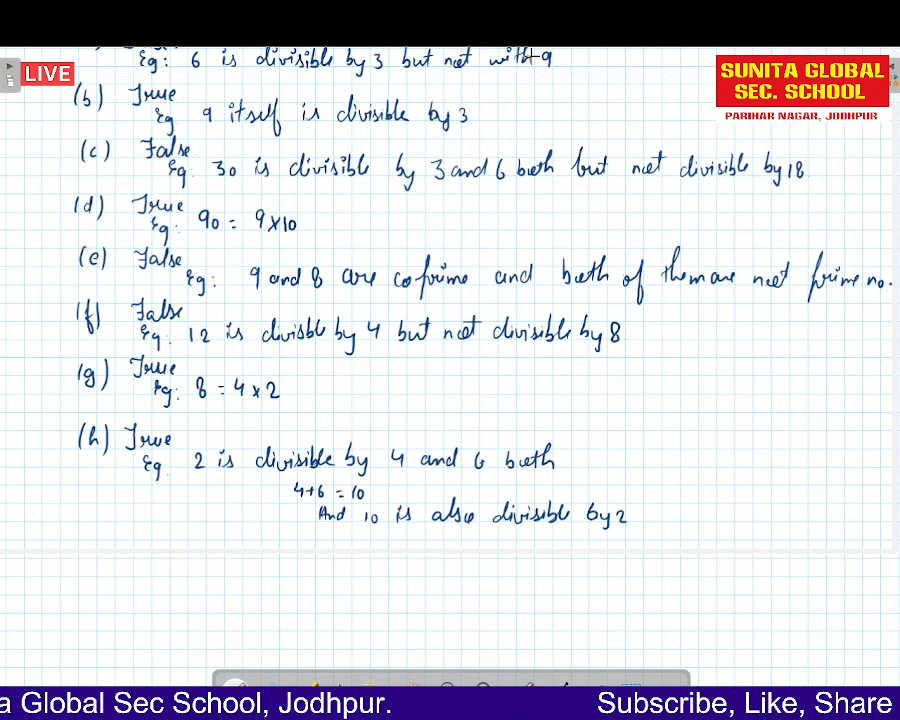 Eg: 6 is divisible by 3 but not with 9
LIVE
SUNITA GLOBAL
SEC. SCHOOL
PARIHAR NAGAR, JODHPUR
(b) True
Eg 9 itself is divisible by 3
(c) False
Eg: 30 is divisible by 3 and 6 both but not divisible by 18
(d) True
Eg: 90 = 9 x 10
(e) False
Eg: 9 and 8 are coprime and both of them are not prime no.
(f) False
Eg: 12 is divisble by 4 but not divisible by 8
(g) True
Eg: 8 = 4 x 2
(h) True
Eg. 2 is divisible by 4 and 6 both
4+6 = 10
And 10 is also divisible by 2
a Global Sec School, Jodhpur. Subscribe, Like, Share